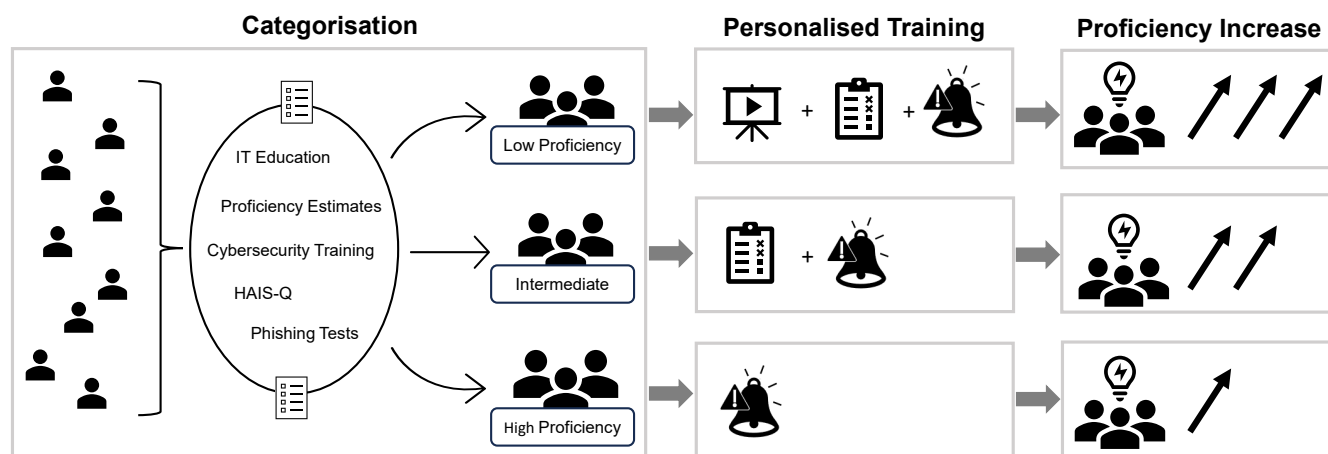 Categorisation
Personalised Training
Proficiency Increase
IT Education
Proficiency Estimates
Cybersecurity Training
HAIS-Q
Phishing Tests
Low Proficiency
+
+
Intermediate
+
High Proficiency